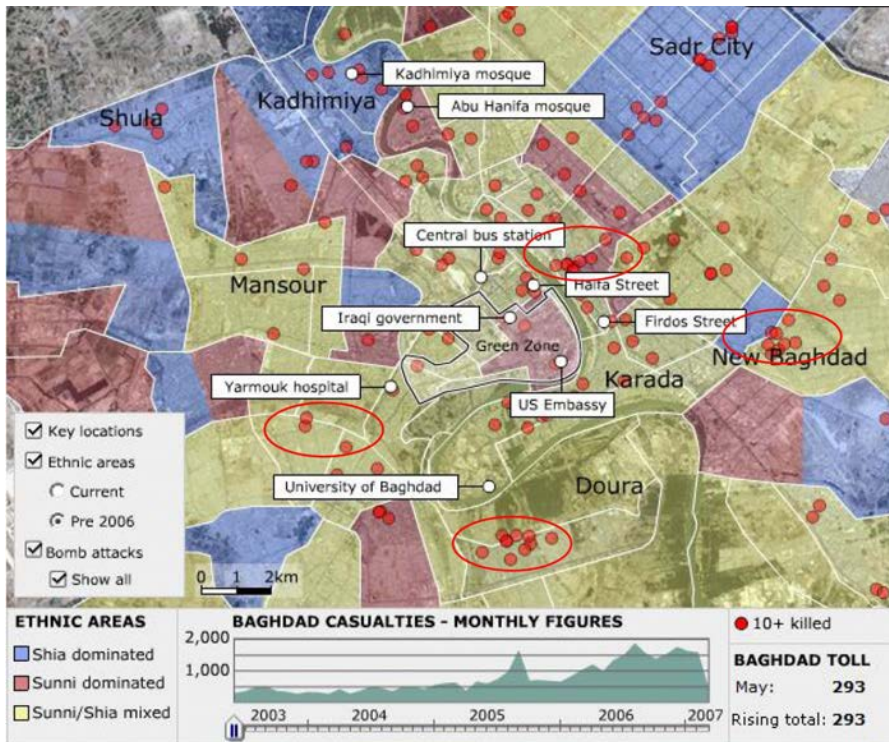 Sadr City
Kadhimiya mosque
Kadhimiya
Abu Hanifa mosque
Shula
Central bus station
Mansour
Haifa Street
Iraqi government
Firdos Street
Green Zone
New Baghdad
Karada
Yarmouk hospital
US Embassy
Key locations
Ethnic areas
Current
Pre 2006
Bomb attacks
Show all
University of Baghdad
Doura
0 1 2km
ETHNIC AREAS
Shia dominated
Sunni dominated
Sunni/Shia mixed
BAGHDAD CASUALTIES - MONTHLY FIGURES
2,000
1,000
2003 2004 2005 2006 2007
10+ killed
BAGHDAD TOLL
May: 293
Rising total: 293